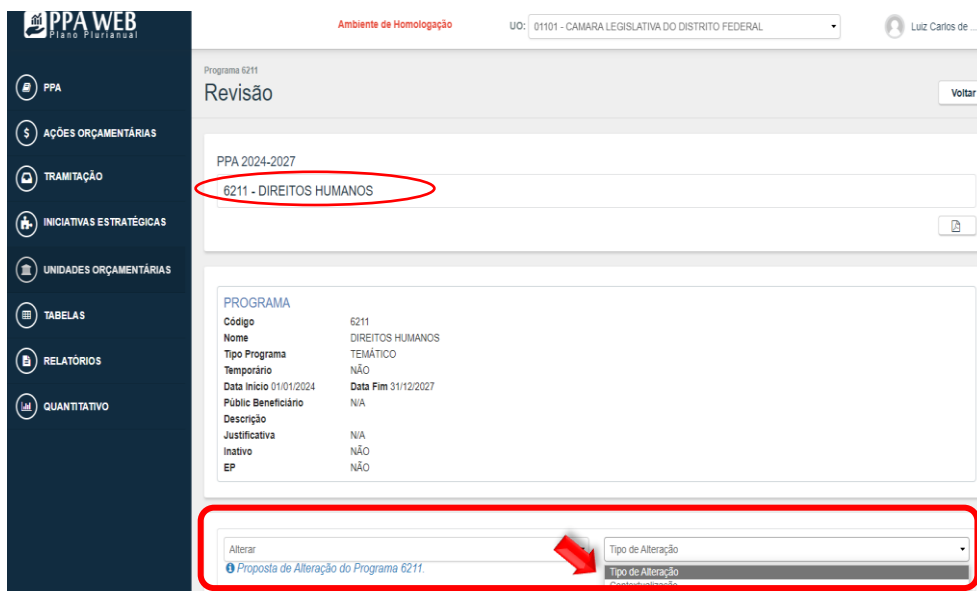 PPA WEB
Plano Plurianual
Ambiente de Homologação
UO: 01101 - CAMARA LEGISLATIVA DO DISTRITO FEDERAL
Luiz Carlos de ...
PPA
AÇÕES ORÇAMENTÁRIAS
TRAMITAÇÃO
INICIATIVAS ESTRATÉGICAS
UNIDADES ORÇAMENTÁRIAS
TABELAS
RELATÓRIOS
QUANTITATIVO
Programa 6211
Revisão
Voltar
PPA 2024-2027
6211 - DIREITOS HUMANOS
PROGRAMA
Código 6211
Nome DIREITOS HUMANOS
Tipo Programa TEMÁTICO
Temporário NÃO
Data Início 01/01/2024 Data Fim 31/12/2027
Públic Beneficiário N/A
Descrição
Justificativa N/A
Inativo NÃO
EP NÃO
Alterar
Tipo de Alteração
Proposta de Alteração do Programa 6211.
Tipo de Alteração
Contextualização